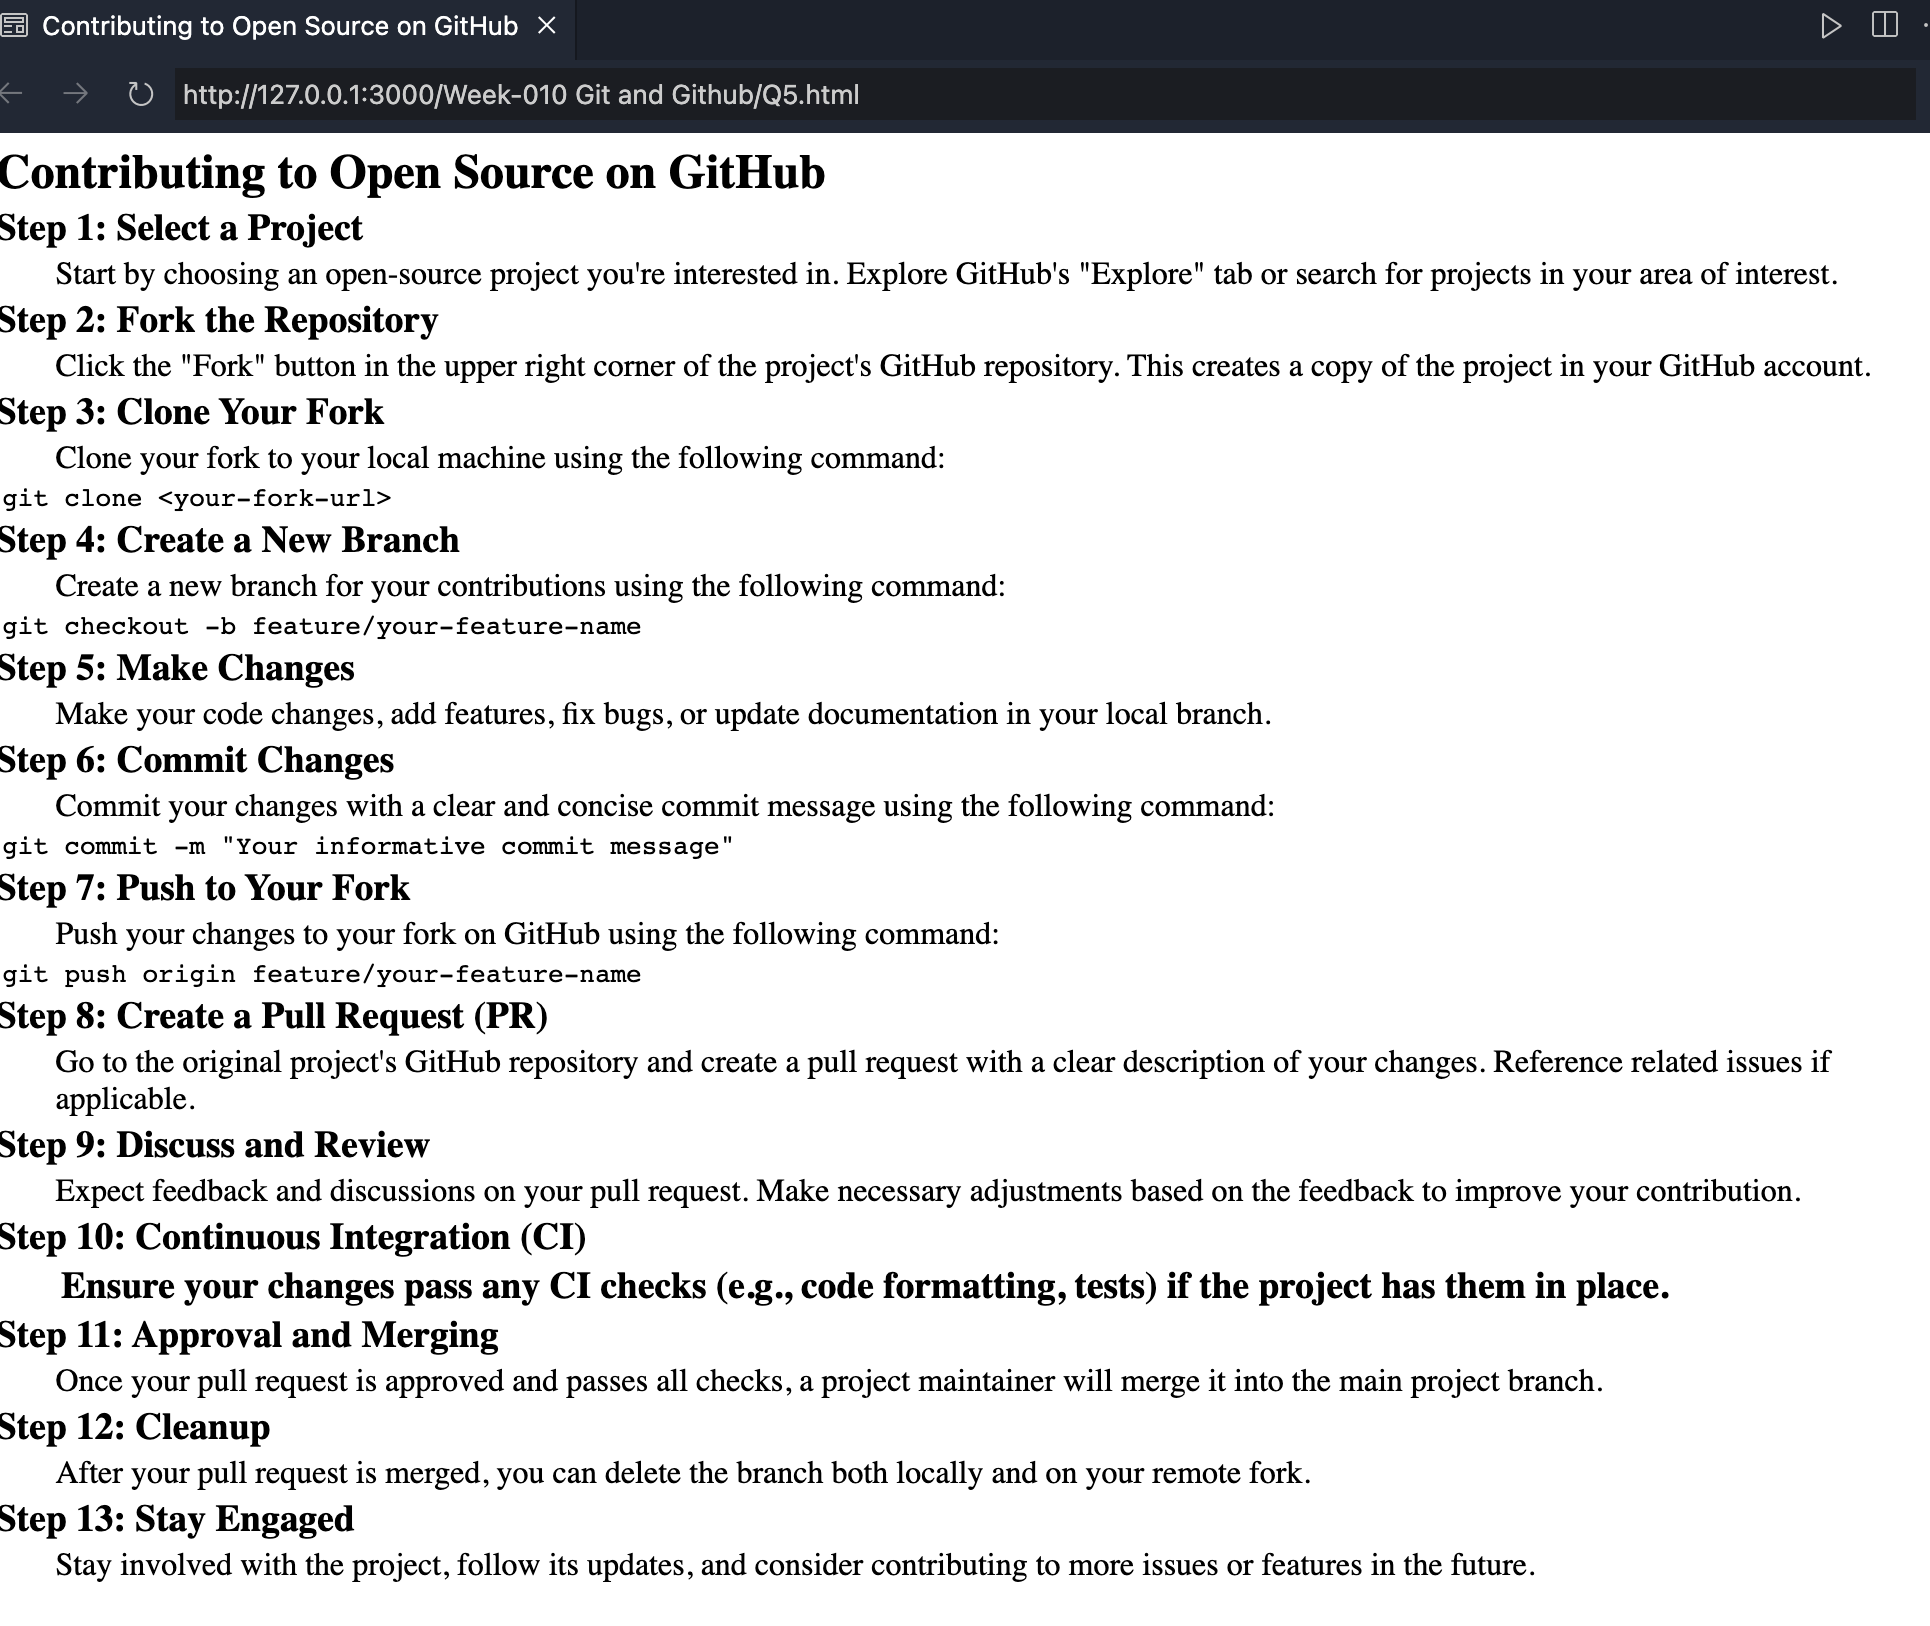 Contributing to Open Source on GitHub
http://127.0.0.1:3000/Week-010 Git and Github/Q5.html
Contributing to Open Source on GitHub
Step 1: Select a Project
Start by choosing an open-source project you're interested in. Explore GitHub's "Explore" tab or search for projects in your area of interest.
Step 2: Fork the Repository
Click the "Fork" button in the upper right corner of the project's GitHub repository. This creates a copy of the project in your GitHub account.
Step 3: Clone Your Fork
Clone your fork to your local machine using the following command:
git clone <your-fork-url>
Step 4: Create a New Branch
Create a new branch for your contributions using the following command:
git checkout -b feature/your-feature-name
Step 5: Make Changes
Make your code changes, add features, fix bugs, or update documentation in your local branch.
Step 6: Commit Changes
Commit your changes with a clear and concise commit message using the following command:
git commit -m "Your informative commit message"
Step 7: Push to Your Fork
Push your changes to your fork on GitHub using the following command:
git push origin feature/your-feature-name
Step 8: Create a Pull Request (PR)
Go to the original project's GitHub repository and create a pull request with a clear description of your changes. Reference related issues if
applicable.
Step 9: Discuss and Review
Expect feedback and discussions on your pull request. Make necessary adjustments based on the feedback to improve your contribution.
Step 10: Continuous Integration (CI)
Ensure your changes pass any CI checks (e.g., code formatting, tests) if the project has them in place.
Step 11: Approval and Merging
Once your pull request is approved and passes all checks, a project maintainer will merge it into the main project branch.
Step 12: Cleanup
After your pull request is merged, you can delete the branch both locally and on your remote fork.
Step 13: Stay Engaged
Stay involved with the project, follow its updates, and consider contributing to more issues or features in the future.